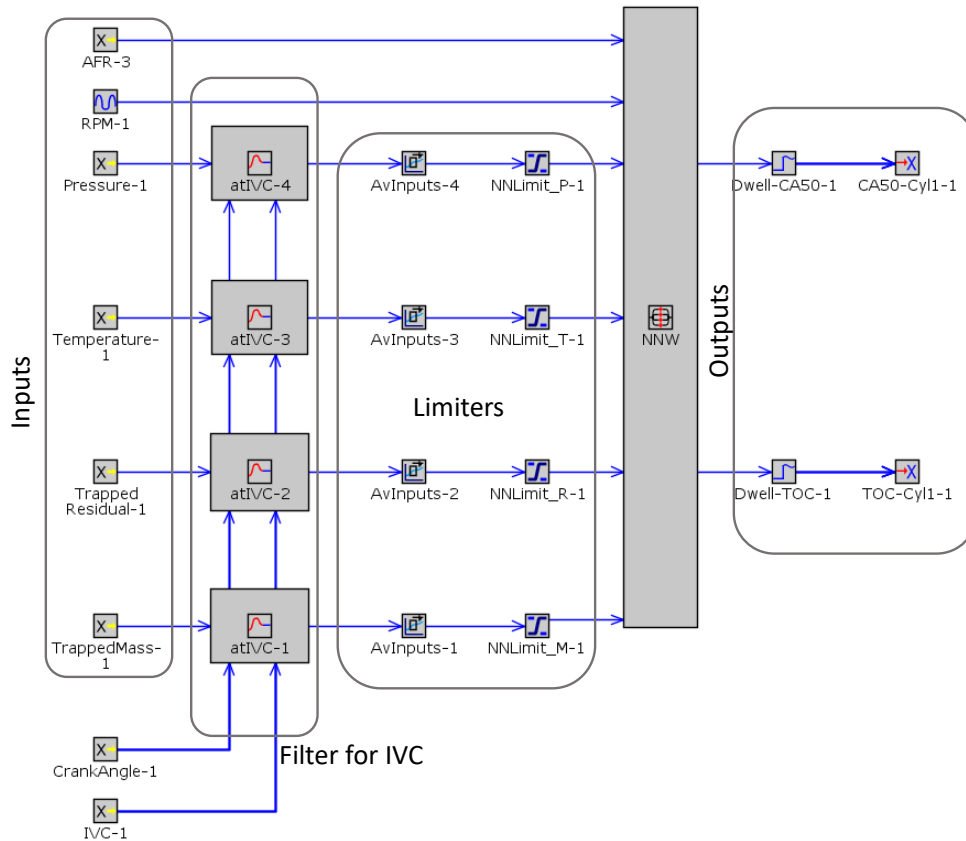 AFR-3
RPM-1
Pressure-1
atIVC-4
AvInputs-4
NNLimit_P-1
Dwell-CA50-1
CA50-Cyl1-1
Inputs
Temperature-
1
atIVC-3
AvInputs-3
NNLimit_T-1
NNW
Outputs
Limiters
Trapped
Residual-1
atIVC-2
AvInputs-2
NNLimit_R-1
Dwell-TOC-1
TOC-Cyl1-1
TrappedMass-
1
atIVC-1
AvInputs-1
NNLimit_M-1
Filter for IVC
CrankAngle-1
IVC-1